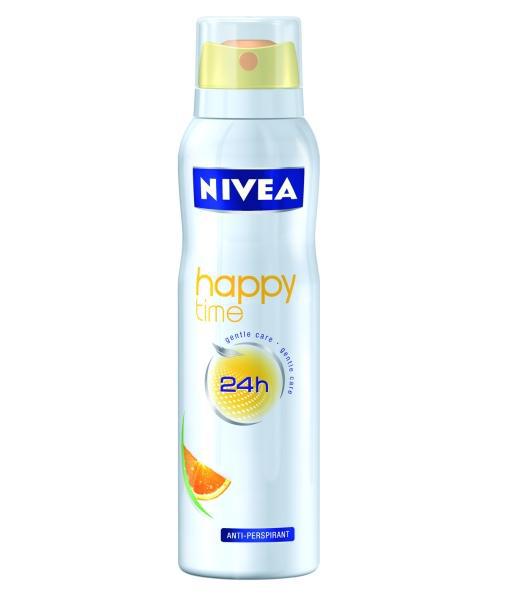 NIVEA
happy
time
gentle care · gentle care
24h
ANTI-PERSPIRANT